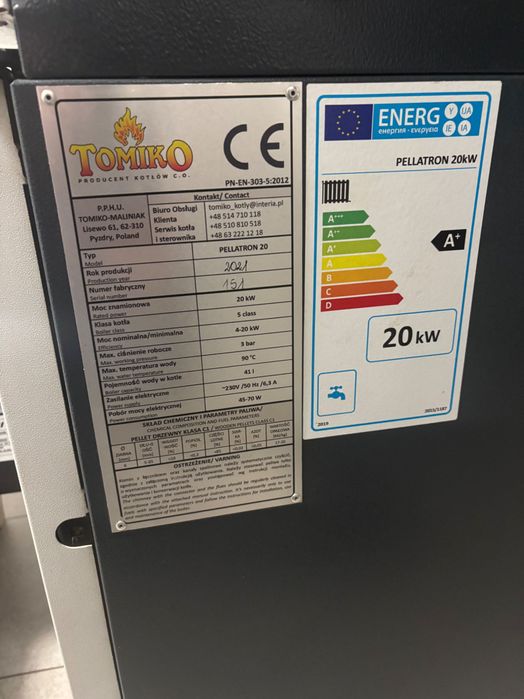 TOMIKO
PRODUCENT KOTŁÓW C.O.
CE
PN-EN-303-5:2012
P.P.H.U.
TOMIKO-MALINIAK
Lisewo 61, 62-310
Pyzdry, Poland
Kontakt/ Contact
Biuro Obsługi
Klienta
Serwis kotła
i sterownika
tomiko_kotly@interia.pl
+48 514 710 118
+48 510 810 518
+48 63 222 12 18
Typ
Model
PELLATRON 20
Rok produkcji
Production year
2021
Numer fabryczny
Serial number
151
Moc znamionowa
Rated power
20 kW
Klasa kotła
Boiler class
5 class
Moc nominalna/minimalna
Efficiency
4-20 kW
Max. ciśnienie robocze
Max. working pressure
3 bar
Max. temperatura wody
Max. water temperature
90 °C
Pojemność wody w kotle
Boiler capacity
41 l
Zasilanie elektryczne
Power supply
~230V /50 Hz /6,3 A
Pobór mocy elektrycznej
Power consumption
45-70 W
SKŁAD CHEMICZNY I PARAMETRY PALIWA/
CHEMICAL COMPOSITION AND FUEL PARAMETERS
PELLET DRZEWNY KLASA C1 / WOODEN PELLETS CLASS C1
OSTRZEŻENIE/ WARNING
ENERG
енергия · ενεργεια
Y UA
IE IA
PELLATRON 20kW
A+++
A++
A+
A
B
C
D
A+
20 kW
2019
2015/1187